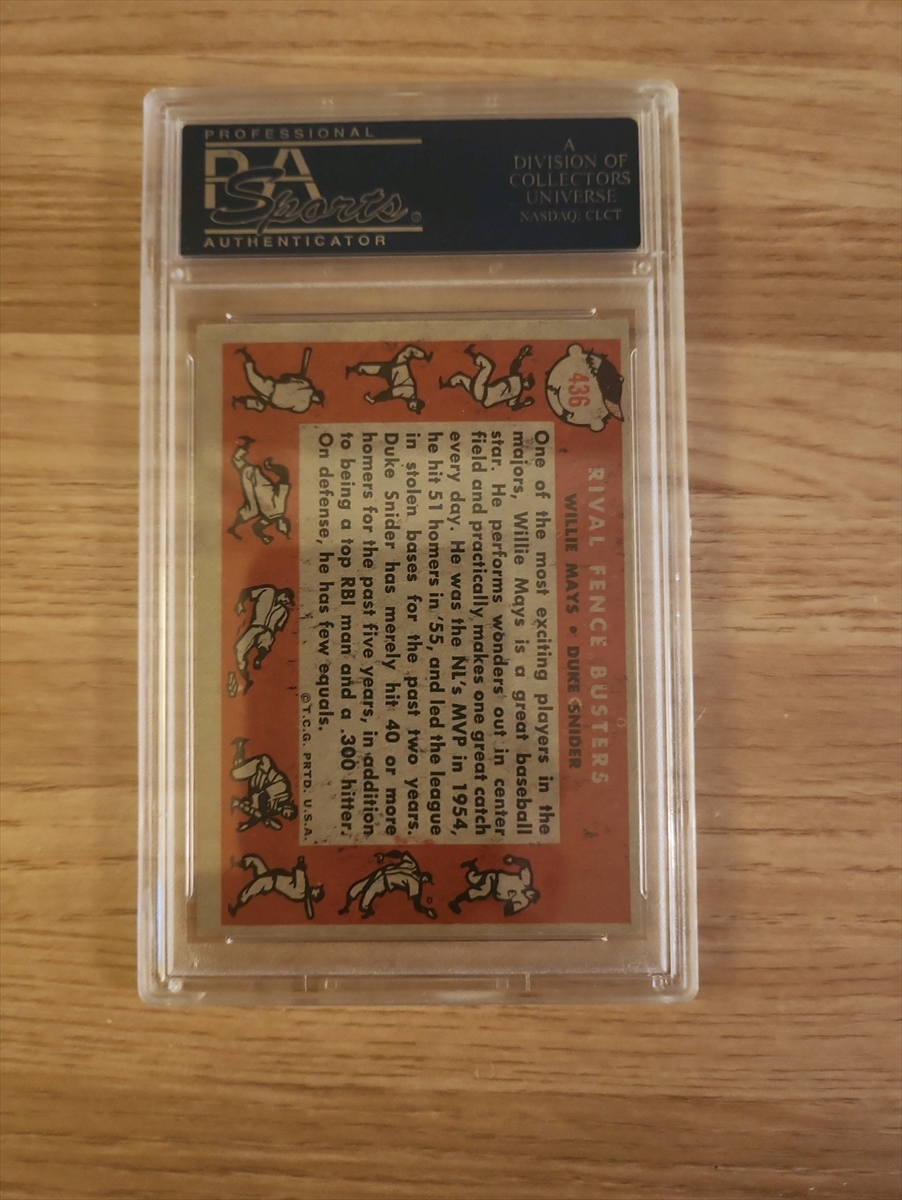 PROFESSIONAL
PSA
Sports®
AUTHENTICATOR
A
DIVISION OF
COLLECTORS
UNIVERSE
NASDAQ: CLCT
436
RIVAL FENCE BUSTERS
WILLIE MAYS • DUKE SNIDER
One of the most exciting players in the
majors, Willie Mays is a great baseball
star. He performs wonders out in center
field and practically makes one great catch
every day. He was the NL's MVP in 1954,
he hit 51 homers in '55, and led the league
in stolen bases for the past two years.
Duke Snider has merely hit 40 or more
homers for the past five years, in addition
to being a top RBI man and a .300 hitter.
On defense, he has few equals.
©T.C.G. PRTD. U.S.A.